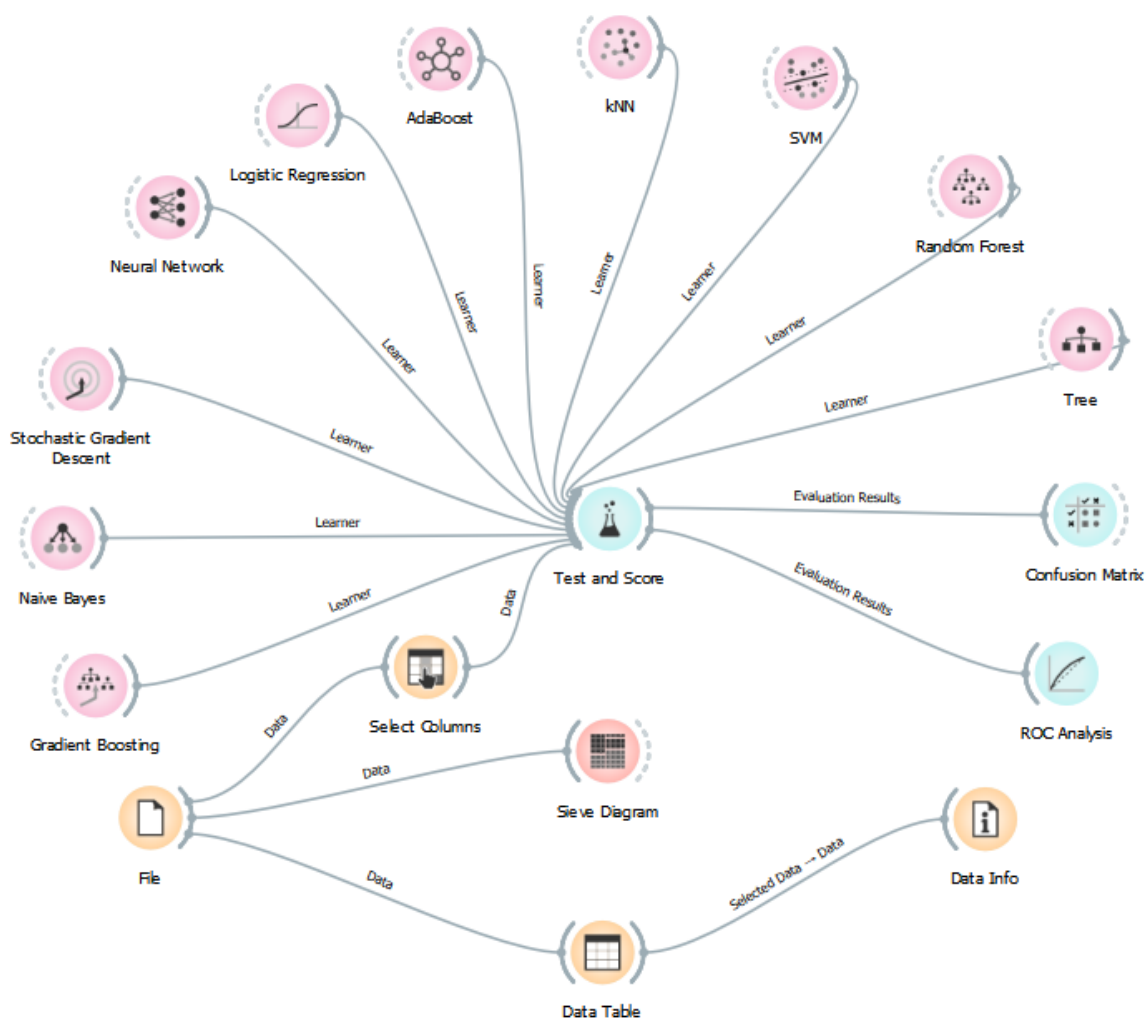 AdaBoost
kNN
SVM
Logistic Regression
Random Forest
Neural Network
Learner
Learner
Learner
Learner
Learner
Learner
Learner
Tree
Learner
Stochastic Gradient
Descent
Learner
Evaluation Results
Learner
Naive Bayes
Test and Score
Confusion Matrix
Evaluation Results
Learner
Data
Gradient Boosting
Data
Select Columns
ROC Analysis
Data
Sieve Diagram
File
Data
Selected Data → Data
Data Info
Data Table